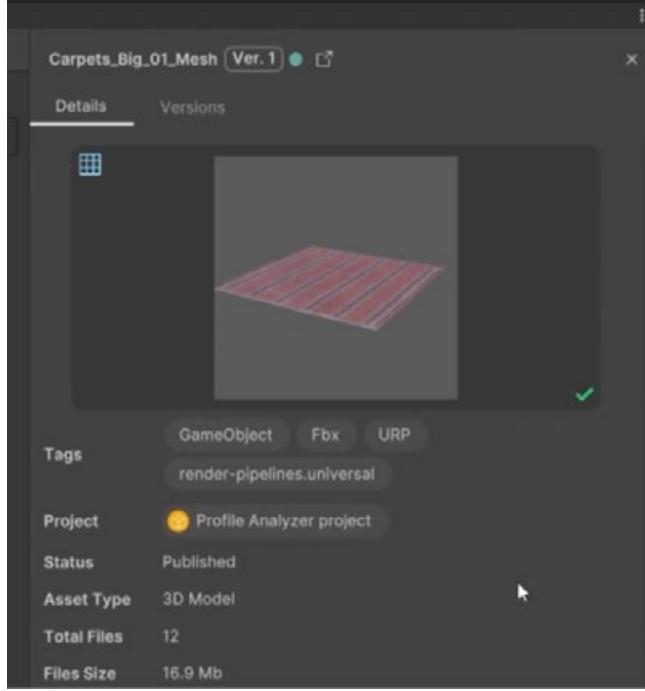 Carpets_Big_01_Mesh Ver. 1
Details Versions
GameObject Fbx URP
Tags
render-pipelines.universal
Project Profile Analyzer project
Status Published
Asset Type 3D Model
Total Files 12
Files Size 16.9 Mb